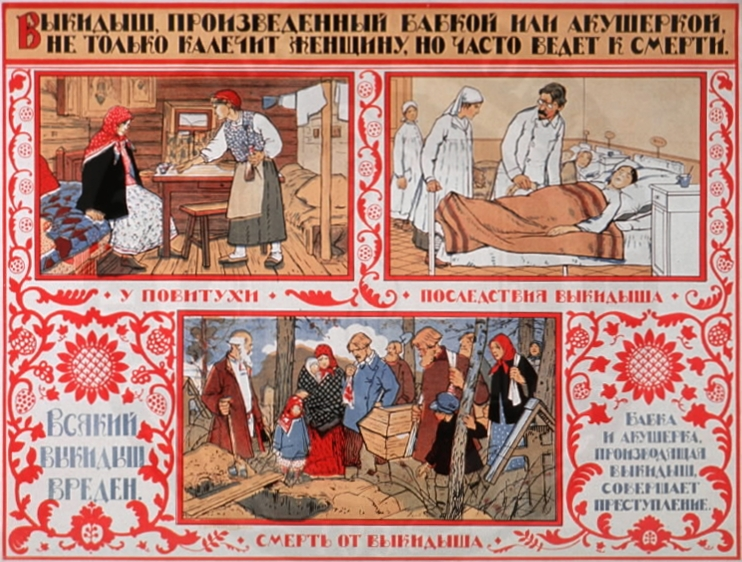 Выкидыш, произведенный бабкой или акушеркой,
не только калечит женщину, но часто ведет к смерти.
У повитухи
Последствия выкидыша
Всякий
выкидыш
вреден.
Бабка
и акушерка,
производящая
выкидыш,
совершает
преступление.
Смерть от выкидыша